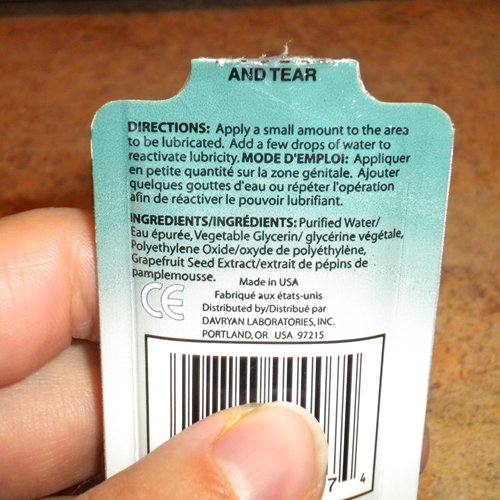 AND TEAR
DIRECTIONS: Apply a small amount to the area
to be lubricated. Add a few drops of water to
reactivate lubricity. MODE D'EMPLOI: Appliquer
en petite quantité sur la zone génitale. Ajouter
quelques gouttes d'eau ou répéter l'opération
afin de réactiver le pouvoir lubrifiant.
INGREDIENTS/INGRÉDIENTS: Purified Water/
Eau épurée, Vegetable Glycerin/ glycérine végétale,
Polyethylene Oxide/oxyde de polyéthylène,
Grapefruit Seed Extract/extrait de pépins de
pamplemousse.
Made in USA
CE
Fabriqué aux états-unis
Distributed by/Distribué par
DAVRYAN LABORATORIES, INC.
PORTLAND, OR USA 97215
7 4